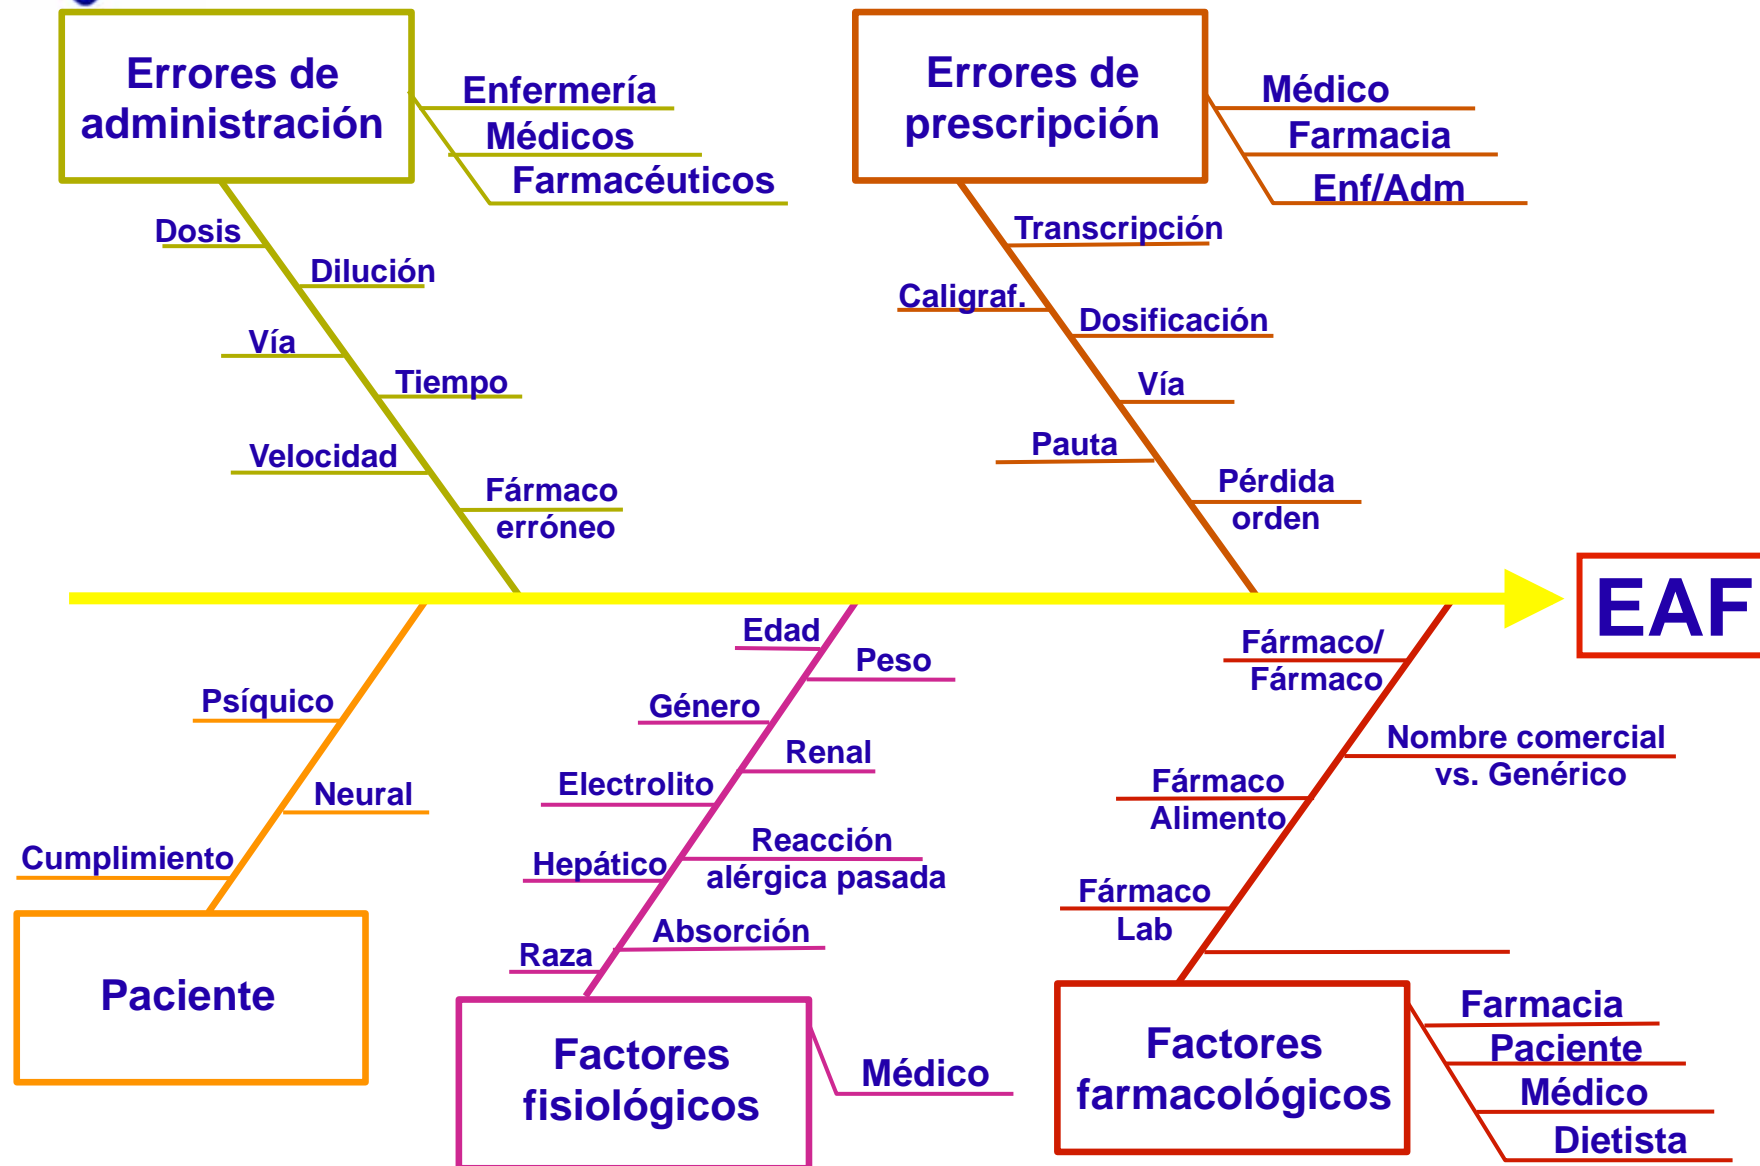 Errores de
administración
Enfermería
Médicos
Farmacéuticos
Dosis
Dilución
Vía
Tiempo
Velocidad
Fármaco
erróneo
Errores de
prescripción
Médico
Farmacia
Enf/Adm
Transcripción
Caligraf.
Dosificación
Vía
Pauta
Pérdida
orden
EAF
Psíquico
Neural
Cumplimiento
Paciente
Edad
Peso
Género
Renal
Electrolito
Reacción
alérgica pasada
Hepático
Absorción
Raza
Factores
fisiológicos
Médico
Fármaco/
Fármaco
Nombre comercial
vs. Genérico
Fármaco
Alimento
Fármaco
Lab
Factores
farmacológicos
Farmacia
Paciente
Médico
Dietista